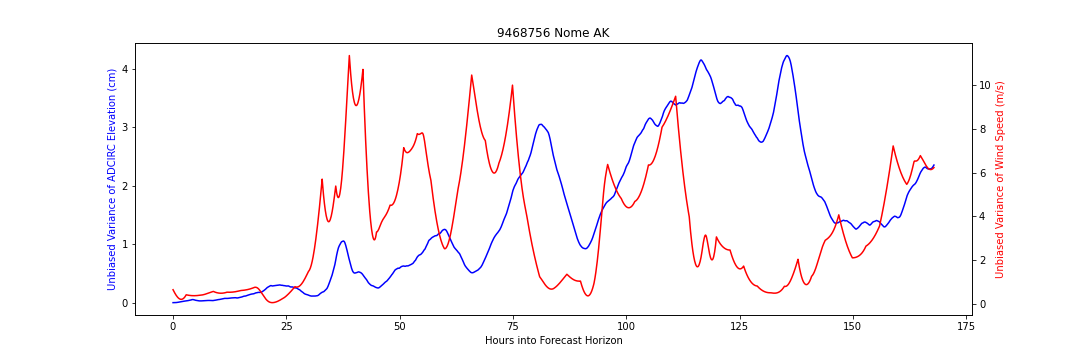 9468756 Nome AK
Unbiased Variance of ADCIRC Elevation (cm)
4
3
2
1
0
10
8
6
4
2
0
Unbiased Variance of Wind Speed (m/s)
0 25 50 75 100 125 150 175
Hours into Forecast Horizon